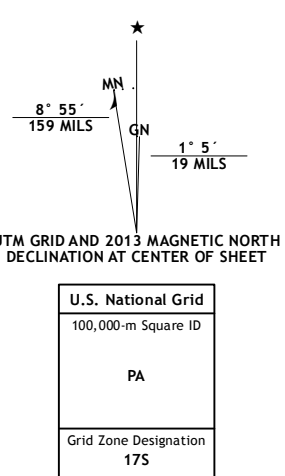 ★
MN
8° 55´
159 MILS
GN
1° 5´
19 MILS
UTM GRID AND 2013 MAGNETIC NORTH
DECLINATION AT CENTER OF SHEET
U.S. National Grid
100,000-m Square ID
PA
Grid Zone Designation
17S